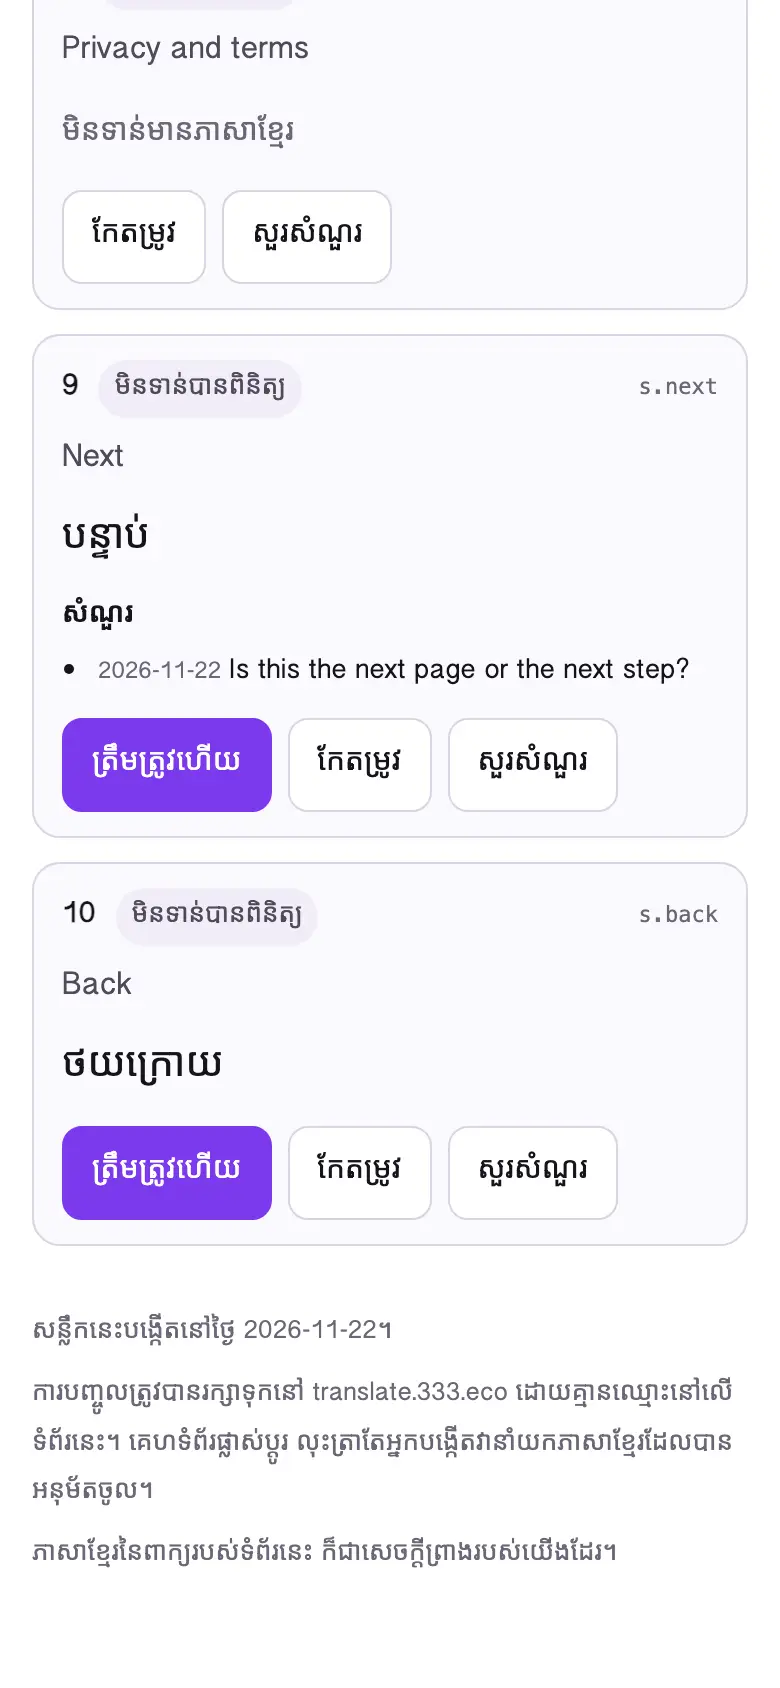 Privacy and terms
មិនទាន់មានភាសាខ្មែរ
កែតម្រូវ
សួរសំណួរ
9
មិនទាន់បានពិនិត្យ
s.next
Next
បន្ទាប់
សំណួរ
• 2026-11-22 Is this the next page or the next step?
ត្រឹមត្រូវហើយ
កែតម្រូវ
សួរសំណួរ
10
មិនទាន់បានពិនិត្យ
s.back
Back
ថយក្រោយ
ត្រឹមត្រូវហើយ
កែតម្រូវ
សួរសំណួរ
សន្លឹកនេះបង្កើតនៅថ្ងៃ 2026-11-22។
ការបញ្ចូលត្រូវបានរក្សាទុកនៅ translate.333.eco ដោយគ្មានឈ្មោះនៅលើ
ទំព័រនេះ។ គេហទំព័រផ្លាស់ប្ដូរ លុះត្រាតែអ្នកបង្កើតវានាំយកភាសាខ្មែរដែលបាន
អនុម័តចូល។
ភាសាខ្មែរនៃពាក្យរបស់ទំព័រនេះ ក៏ជាសេចក្ដីព្រាងរបស់យើងដែរ។